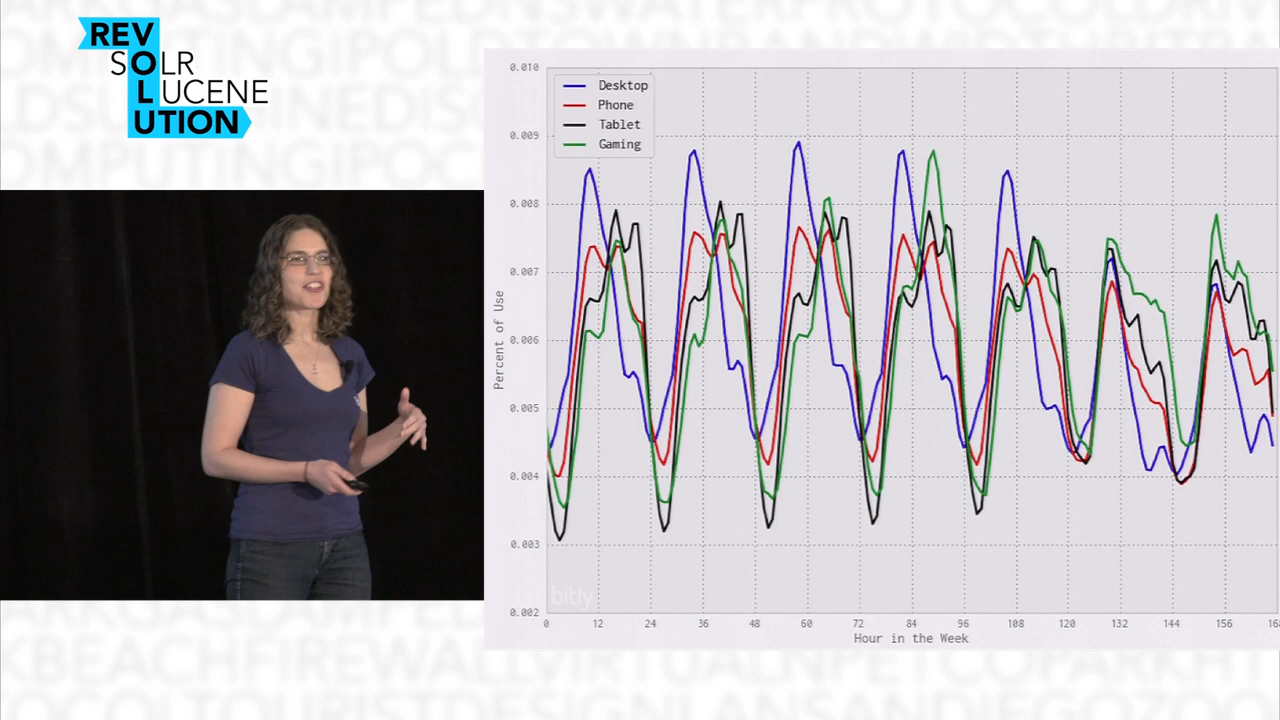 REV
SOLR
LUCENE
UTION
0.010
0.009
0.008
0.007
0.006
0.005
0.004
0.003
0.002
Desktop
Phone
Tablet
Gaming
Percent of Use
bitly
0 12 24 36 48 60 72 84 96 108 120 132 144 156
Hour in the Week